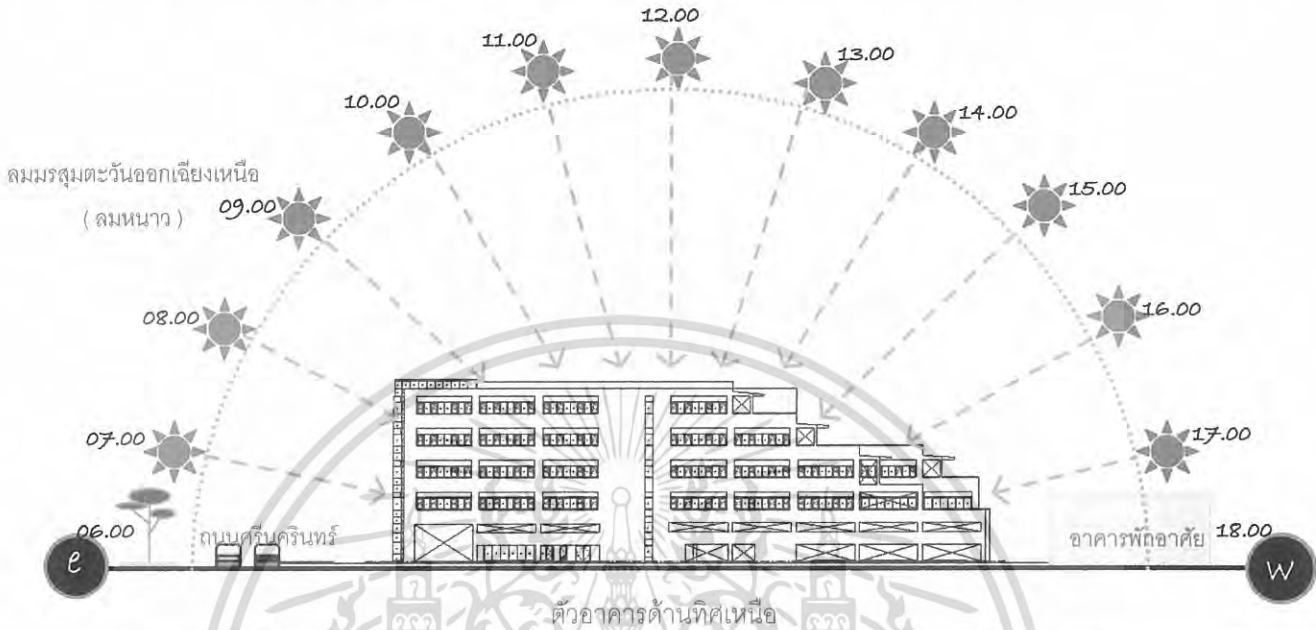 12.00
11.00
13.00
10.00
14.00
ลมมรสุมตะวันออกเฉียงเหนือ
( ลมหนาว )
09.00
15.00
08.00
16.00
07.00
17.00
06.00
ถนนศรีนครินทร์
อาคารพักอาศัย
18.00
e
W
ตัวอาคารด้านทิศเหนือ